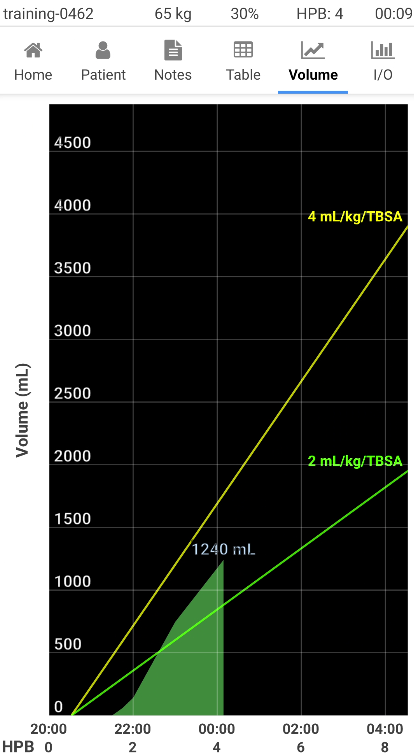 training-0462 65 kg 30% HPB: 4 00:09
Home Patient Notes Table Volume I/O
4500
4 mL/kg/TBSA
4000
3500
3000
Volume (mL)
2500
2 mL/kg/TBSA
2000
1500
1240 mL
1000
500
0
20:00 22:00 00:00 02:00 04:00
HPB 0 2 4 6 8